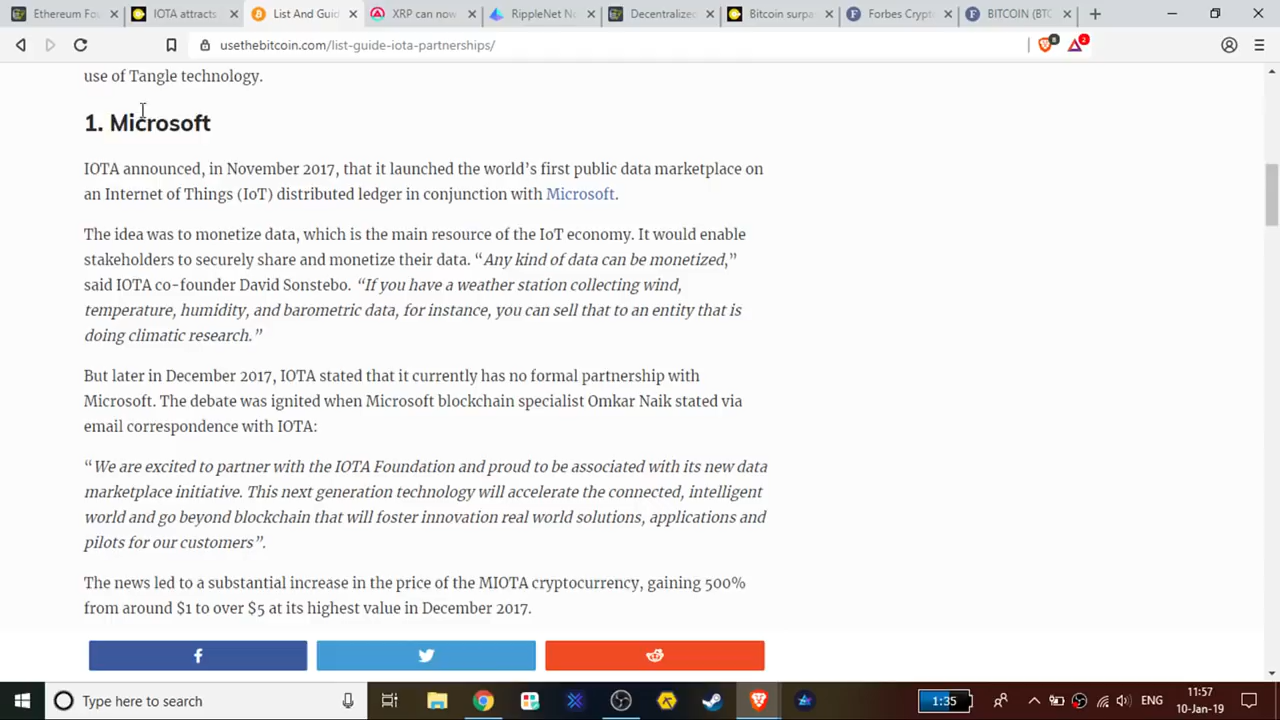 Ethereum Fou
IOTA attracts
List And Guid
XRP can now
RippleNet Ne
Decentralized
Bitcoin surpa
Forbes Crypt
BITCOIN (BTC
usethebitcoin.com/list-guide-iota-partnerships/
8
2
use of Tangle technology.
1. Microsoft
IOTA announced, in November 2017, that it launched the world’s first public data marketplace on
an Internet of Things (IoT) distributed ledger in conjunction with Microsoft.
The idea was to monetize data, which is the main resource of the IoT economy. It would enable
stakeholders to securely share and monetize their data. “Any kind of data can be monetized,”
said IOTA co-founder David Sonstebo. “If you have a weather station collecting wind,
temperature, humidity, and barometric data, for instance, you can sell that to an entity that is
doing climatic research.”
But later in December 2017, IOTA stated that it currently has no formal partnership with
Microsoft. The debate was ignited when Microsoft blockchain specialist Omkar Naik stated via
email correspondence with IOTA:
“We are excited to partner with the IOTA Foundation and proud to be associated with its new data
marketplace initiative. This next generation technology will accelerate the connected, intelligent
world and go beyond blockchain that will foster innovation real world solutions, applications and
pilots for our customers”.
The news led to a substantial increase in the price of the MIOTA cryptocurrency, gaining 500%
from around $1 to over $5 at its highest value in December 2017.
Type here to search
1:35
ENG
11:57
10-Jan-19